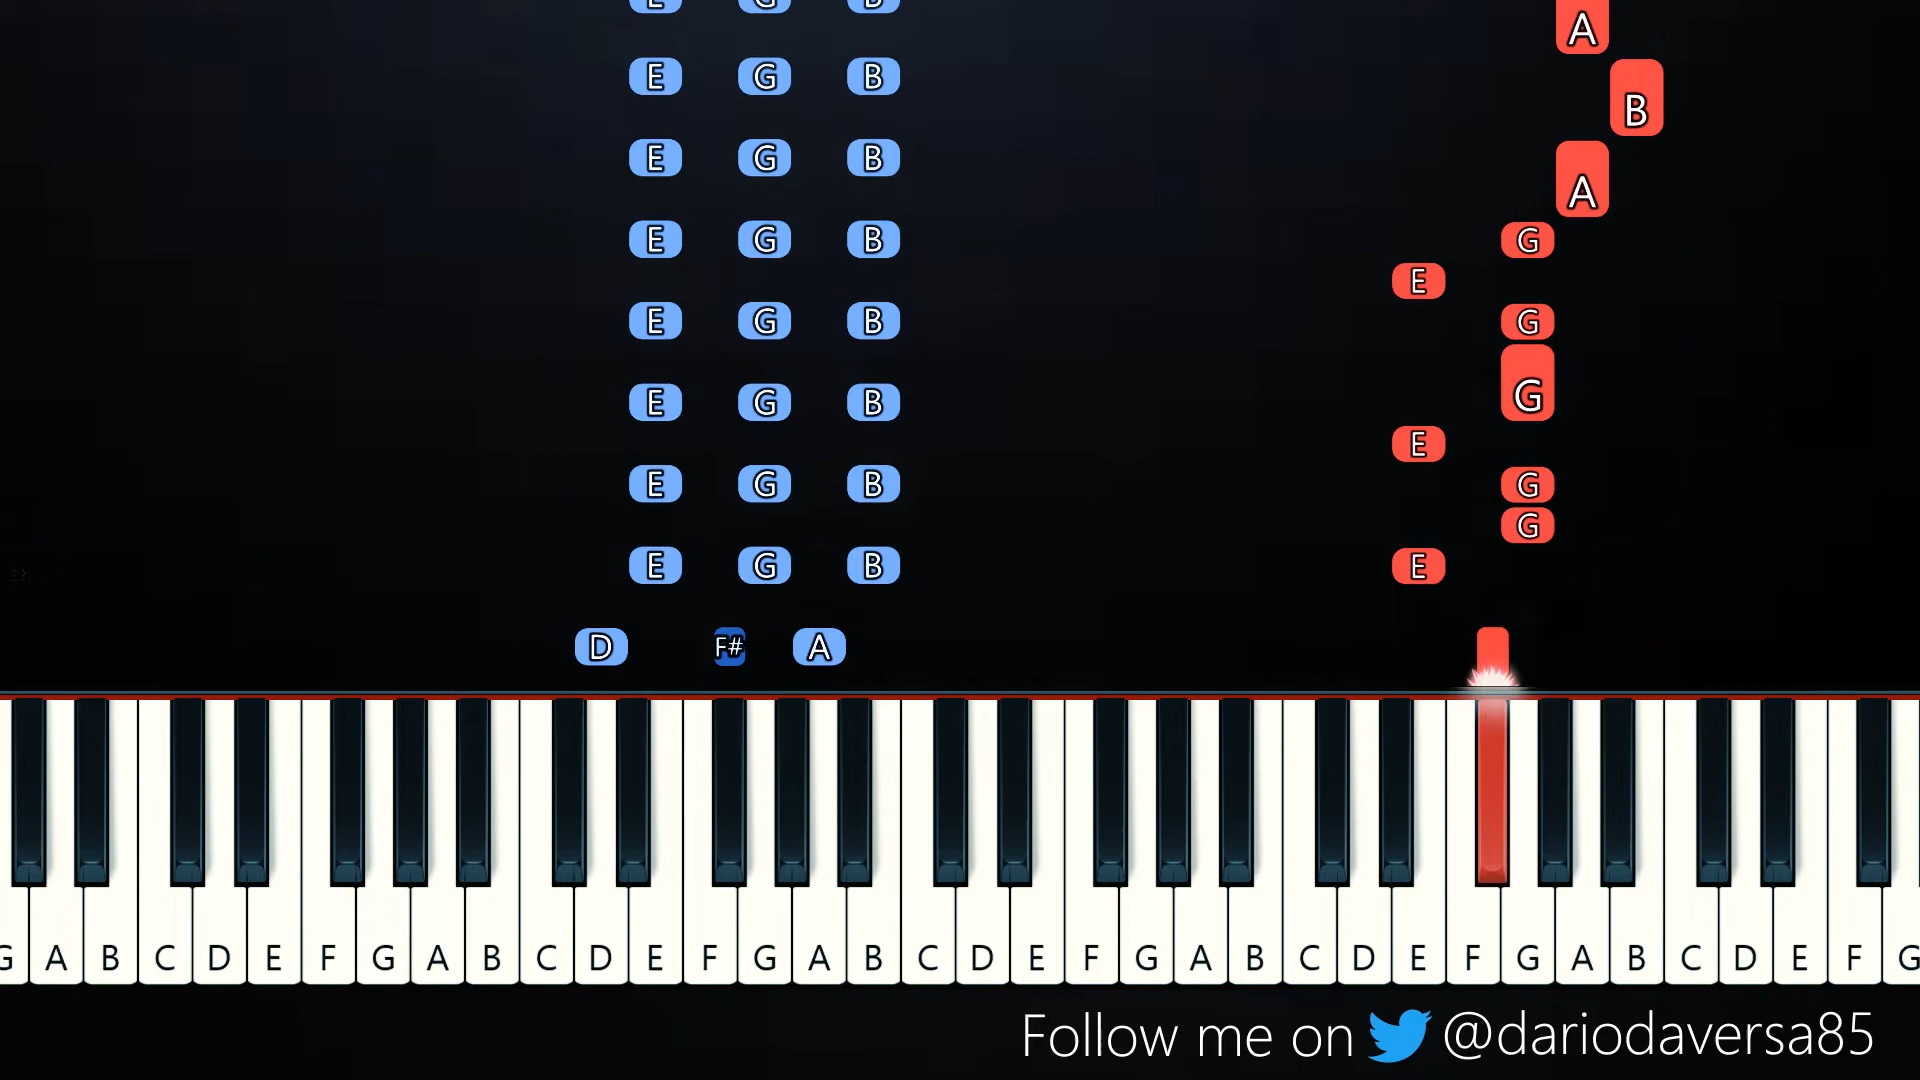 E G B
A
E G B
B
E G B
A
E G B G
E
E G B G
E G B G
E
E G B G
G
E G B E
D F# A
G A B C D E F G A B C D E F G A B C D E F G A B C D E F G A B C D E F G
Follow me on @dariodaversa85